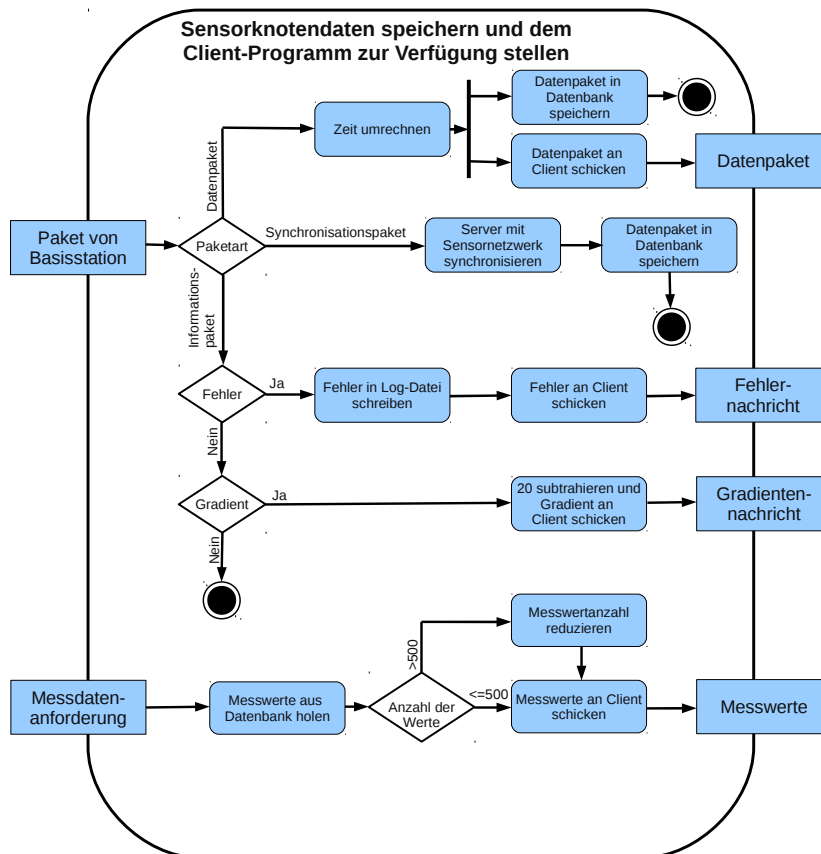 Sensorknotendaten speichern und dem
Client-Programm zur Verfügung stellen
Datenpaket in
Datenbank
speichern
Zeit umrechnen
Datenpaket
Datenpaket an
Client schicken
Datenpaket
Paket von
Basisstation
Paketart
Synchronisationspaket
Server mit
Sensornetzwerk
synchronisieren
Datenpaket in
Datenbank
speichern
Informations-
paket
Fehler
Ja
Fehler in Log-Datei
schreiben
Fehler an Client
schicken
Fehler-
nachricht
Nein
Gradient
Ja
20 subtrahieren und
Gradient an
Client schicken
Gradienten-
nachricht
Nein
Messwertanzahl
reduzieren
>500
Messdaten-
anforderung
Messwerte aus
Datenbank holen
Anzahl der
Werte
<=500
Messwerte an Client
schicken
Messwerte